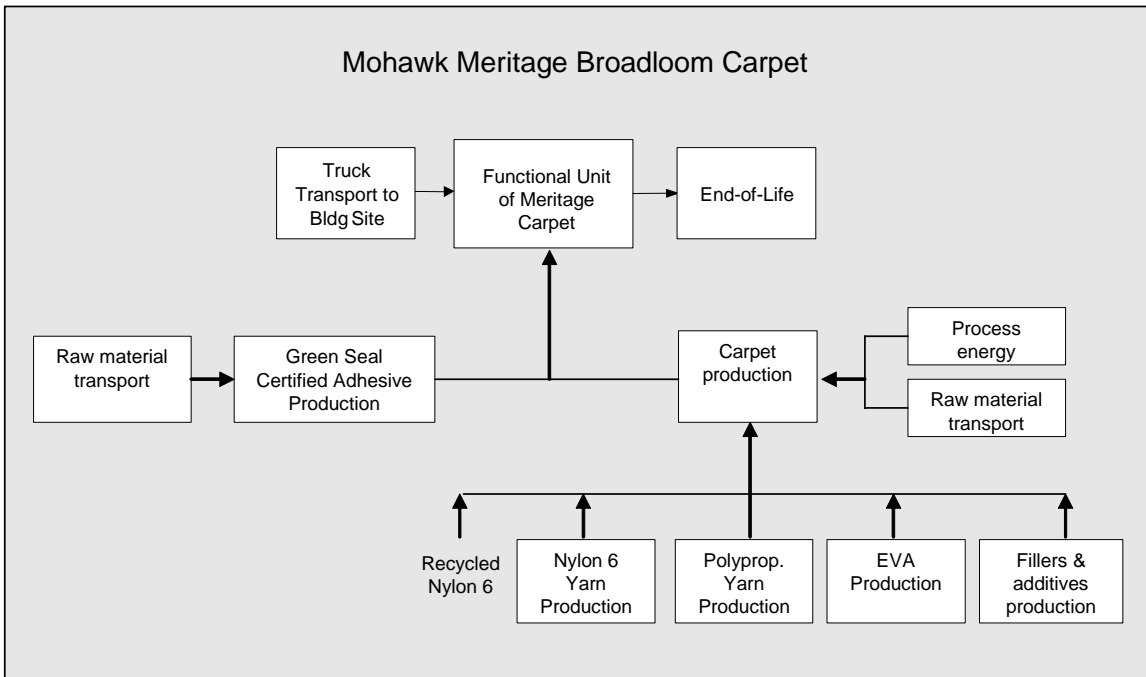 Mohawk Meritage Broadloom Carpet
Truck
Transport to
Bldg Site
Functional Unit
of Meritage
Carpet
End-of-Life
Raw material
transport
Green Seal
Certified Adhesive
Production
Carpet
production
Process
energy
Raw material
transport
Recycled
Nylon 6
Nylon 6
Yarn
Production
Polyprop.
Yarn
Production
EVA
Production
Fillers &
additives
production